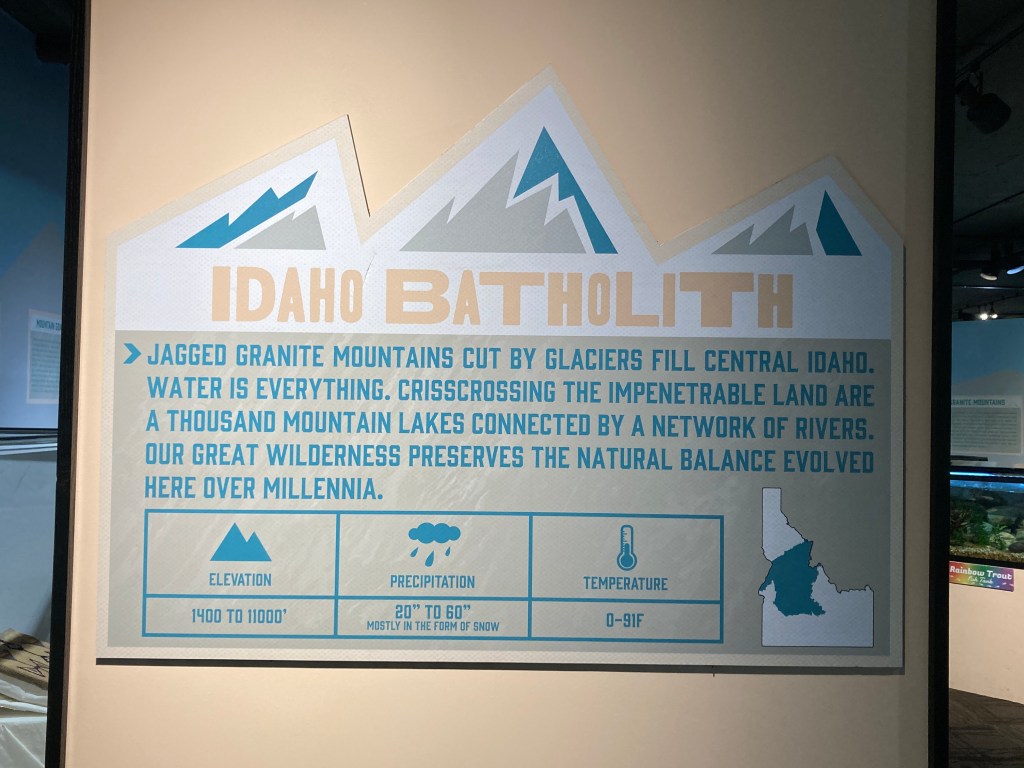 IDAHO BATHOLITH
JAGGED GRANITE MOUNTAINS CUT BY GLACIERS FILL CENTRAL IDAHO.
WATER IS EVERYTHING. CRISSCROSSING THE IMPENETRABLE LAND ARE
A THOUSAND MOUNTAIN LAKES CONNECTED BY A NETWORK OF RIVERS.
OUR GREAT WILDERNESS PRESERVES THE NATURAL BALANCE EVOLVED
HERE OVER MILLENNIA.
ELEVATION
1400 TO 11000'
PRECIPITATION
20" TO 60"
MOSTLY IN THE FORM OF SNOW
TEMPERATURE
0-91F
MOUNTAINS
Rainbow Trout
Fish Tank